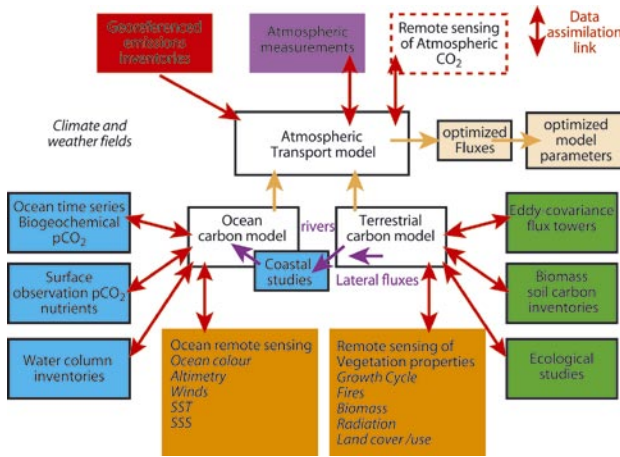 Georeferenced
emissions
inventories
Atmospheric
measurements
Remote sensing
of Atmospheric
CO₂
Data
assimilation
link
Climate and
weather fields
Atmospheric
Transport model
optimized
Fluxes
optimized
model
parameters
Ocean time series
Biogeochemical
pCO₂
Ocean
carbon model
rivers
Terrestrial
carbon model
Eddy-covariance
flux towers
Surface
observation pCO₂
nutrients
Coastal
studies
Lateral fluxes
Biomass
soil carbon
inventories
Water column
inventories
Ocean remote sensing
Ocean colour
Altimetry
Winds
SST
SSS
Remote sensing of
Vegetation properties
Growth Cycle
Fires
Biomass
Radiation
Land cover /use
Ecological
studies